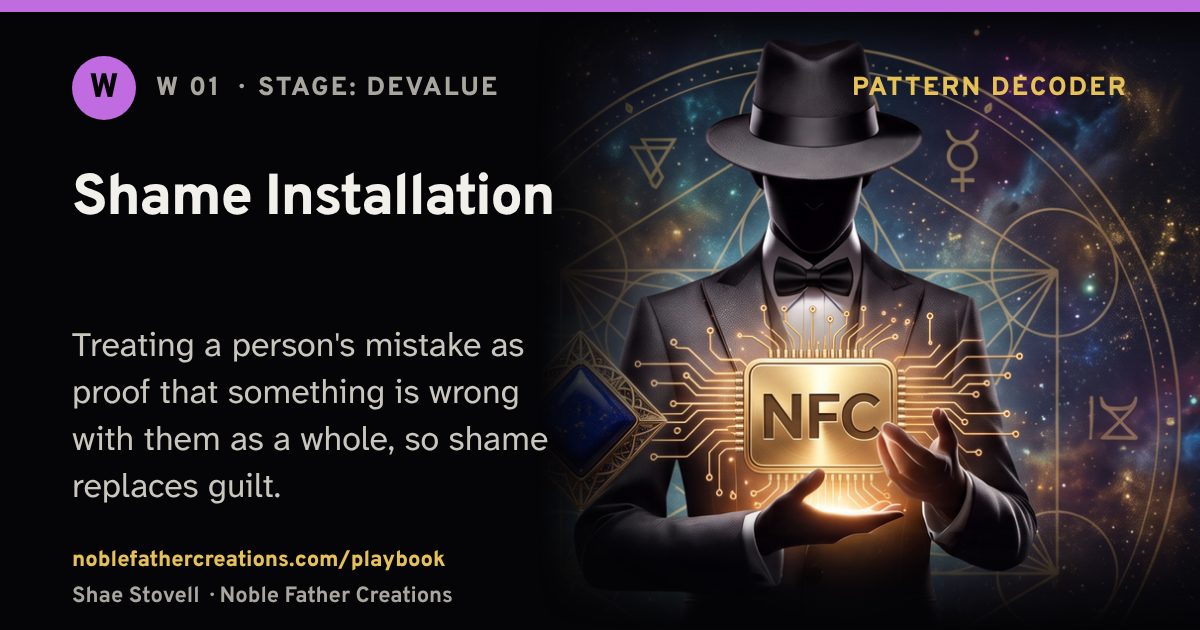 W
W 01 · STAGE: DEVALUE
PATTERN DECODER
Shame Installation
Treating a person's mistake as
proof that something is wrong
with them as a whole, so shame
replaces guilt.
NFC
noblefathercreations.com/playbook
Shae Stovell · Noble Father Creations